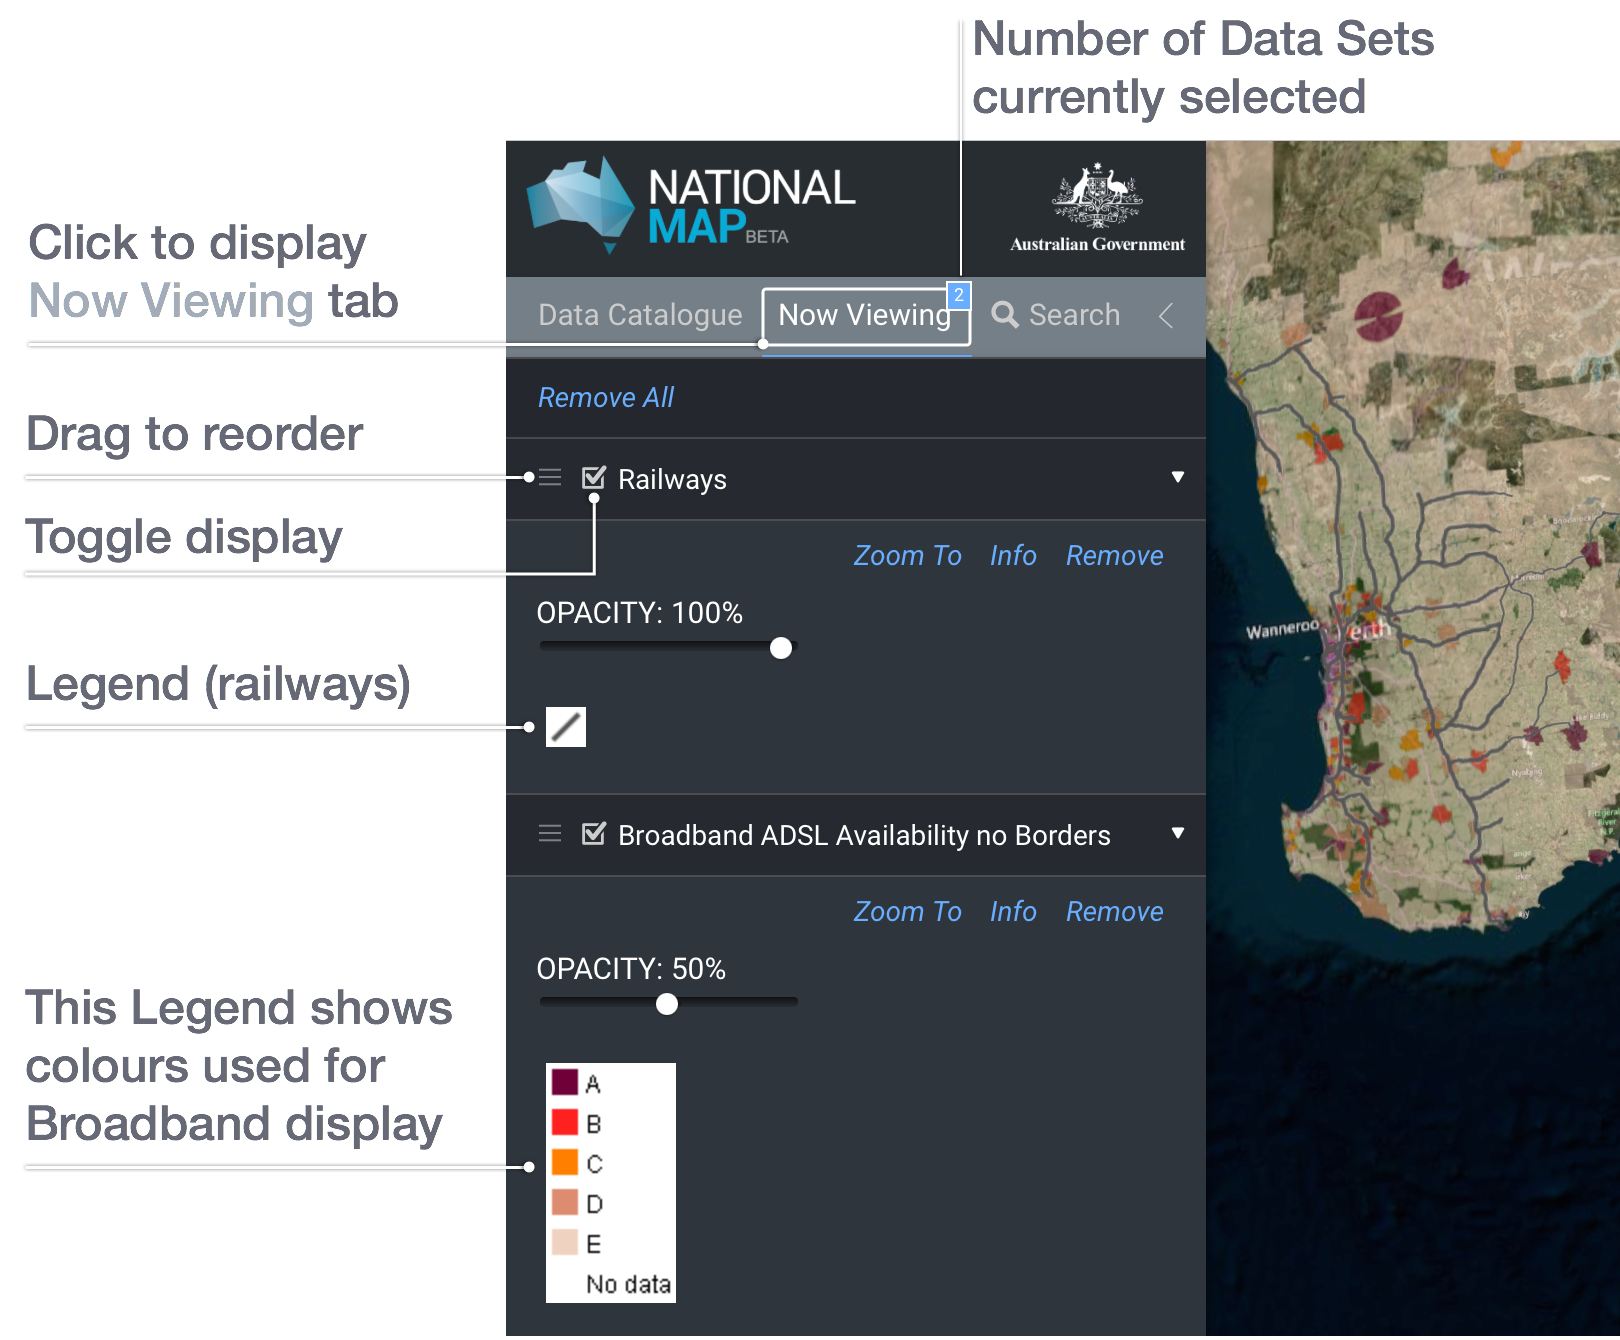 Number of Data Sets
currently selected
NATIONAL
MAP BETA
Australian Government
Click to display
Now Viewing tab
Data Catalogue
Now Viewing
2
Search
Remove All
Drag to reorder
Railways
Toggle display
Zoom To Info Remove
OPACITY: 100%
Legend (railways)
Broadband ADSL Availability no Borders
Zoom To Info Remove
OPACITY: 50%
This Legend shows
colours used for
Broadband display
A
B
C
D
E
No data
Wanneroo
Perth
Nyabing
River